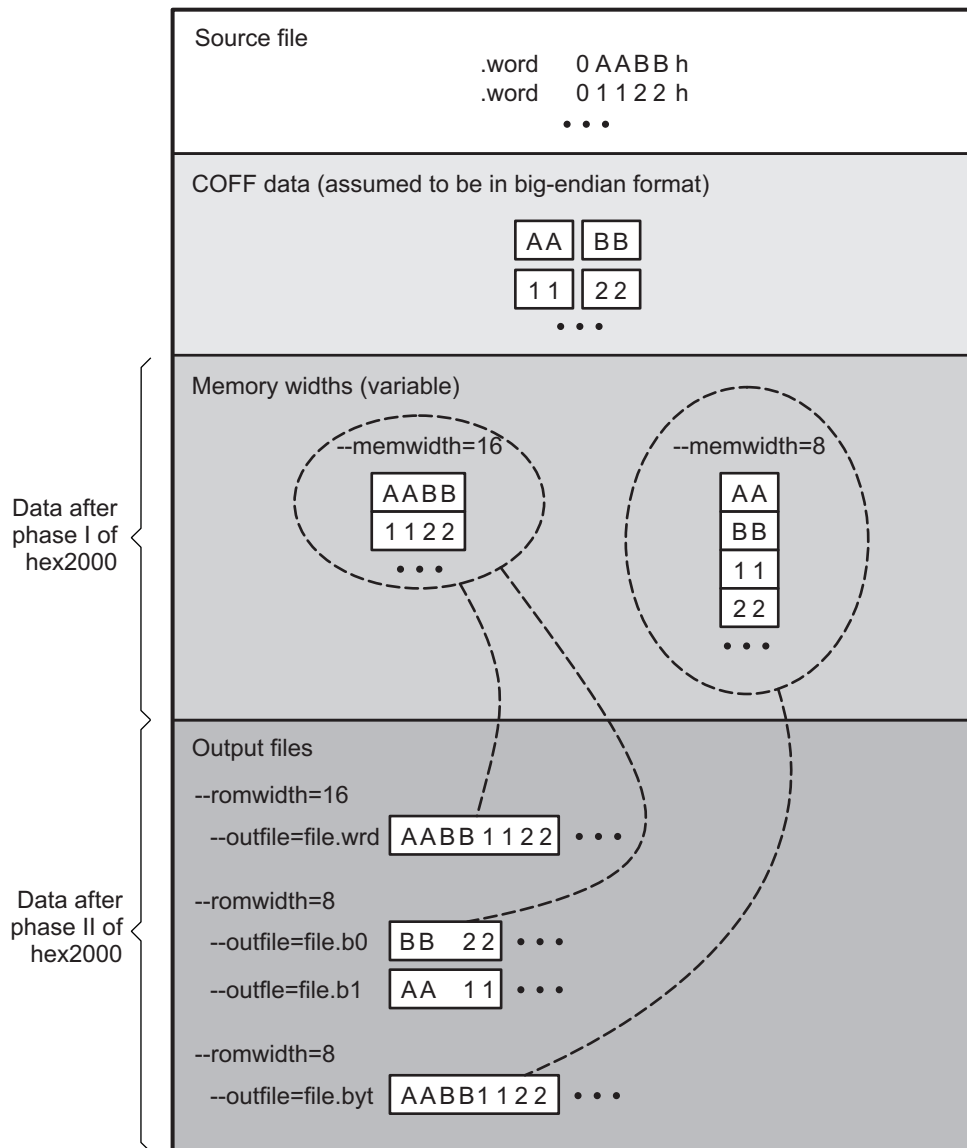 Source file
.word 0AABBh
.word 01122h
• • •
COFF data (assumed to be in big-endian format)
AA BB
11 22
• • •
Memory widths (variable)
--memwidth=16
AABB
1122
• • •
--memwidth=8
AA
BB
11
22
• • •
Data after
phase I of
hex2000
Output files
--romwidth=16
--outfile=file.wrd AABB1122 • • •
--romwidth=8
--outfile=file.b0 BB 22 • • •
--outfle=file.b1 AA 11 • • •
--romwidth=8
--outfile=file.byt AABB1122 • • •
Data after
phase II of
hex2000